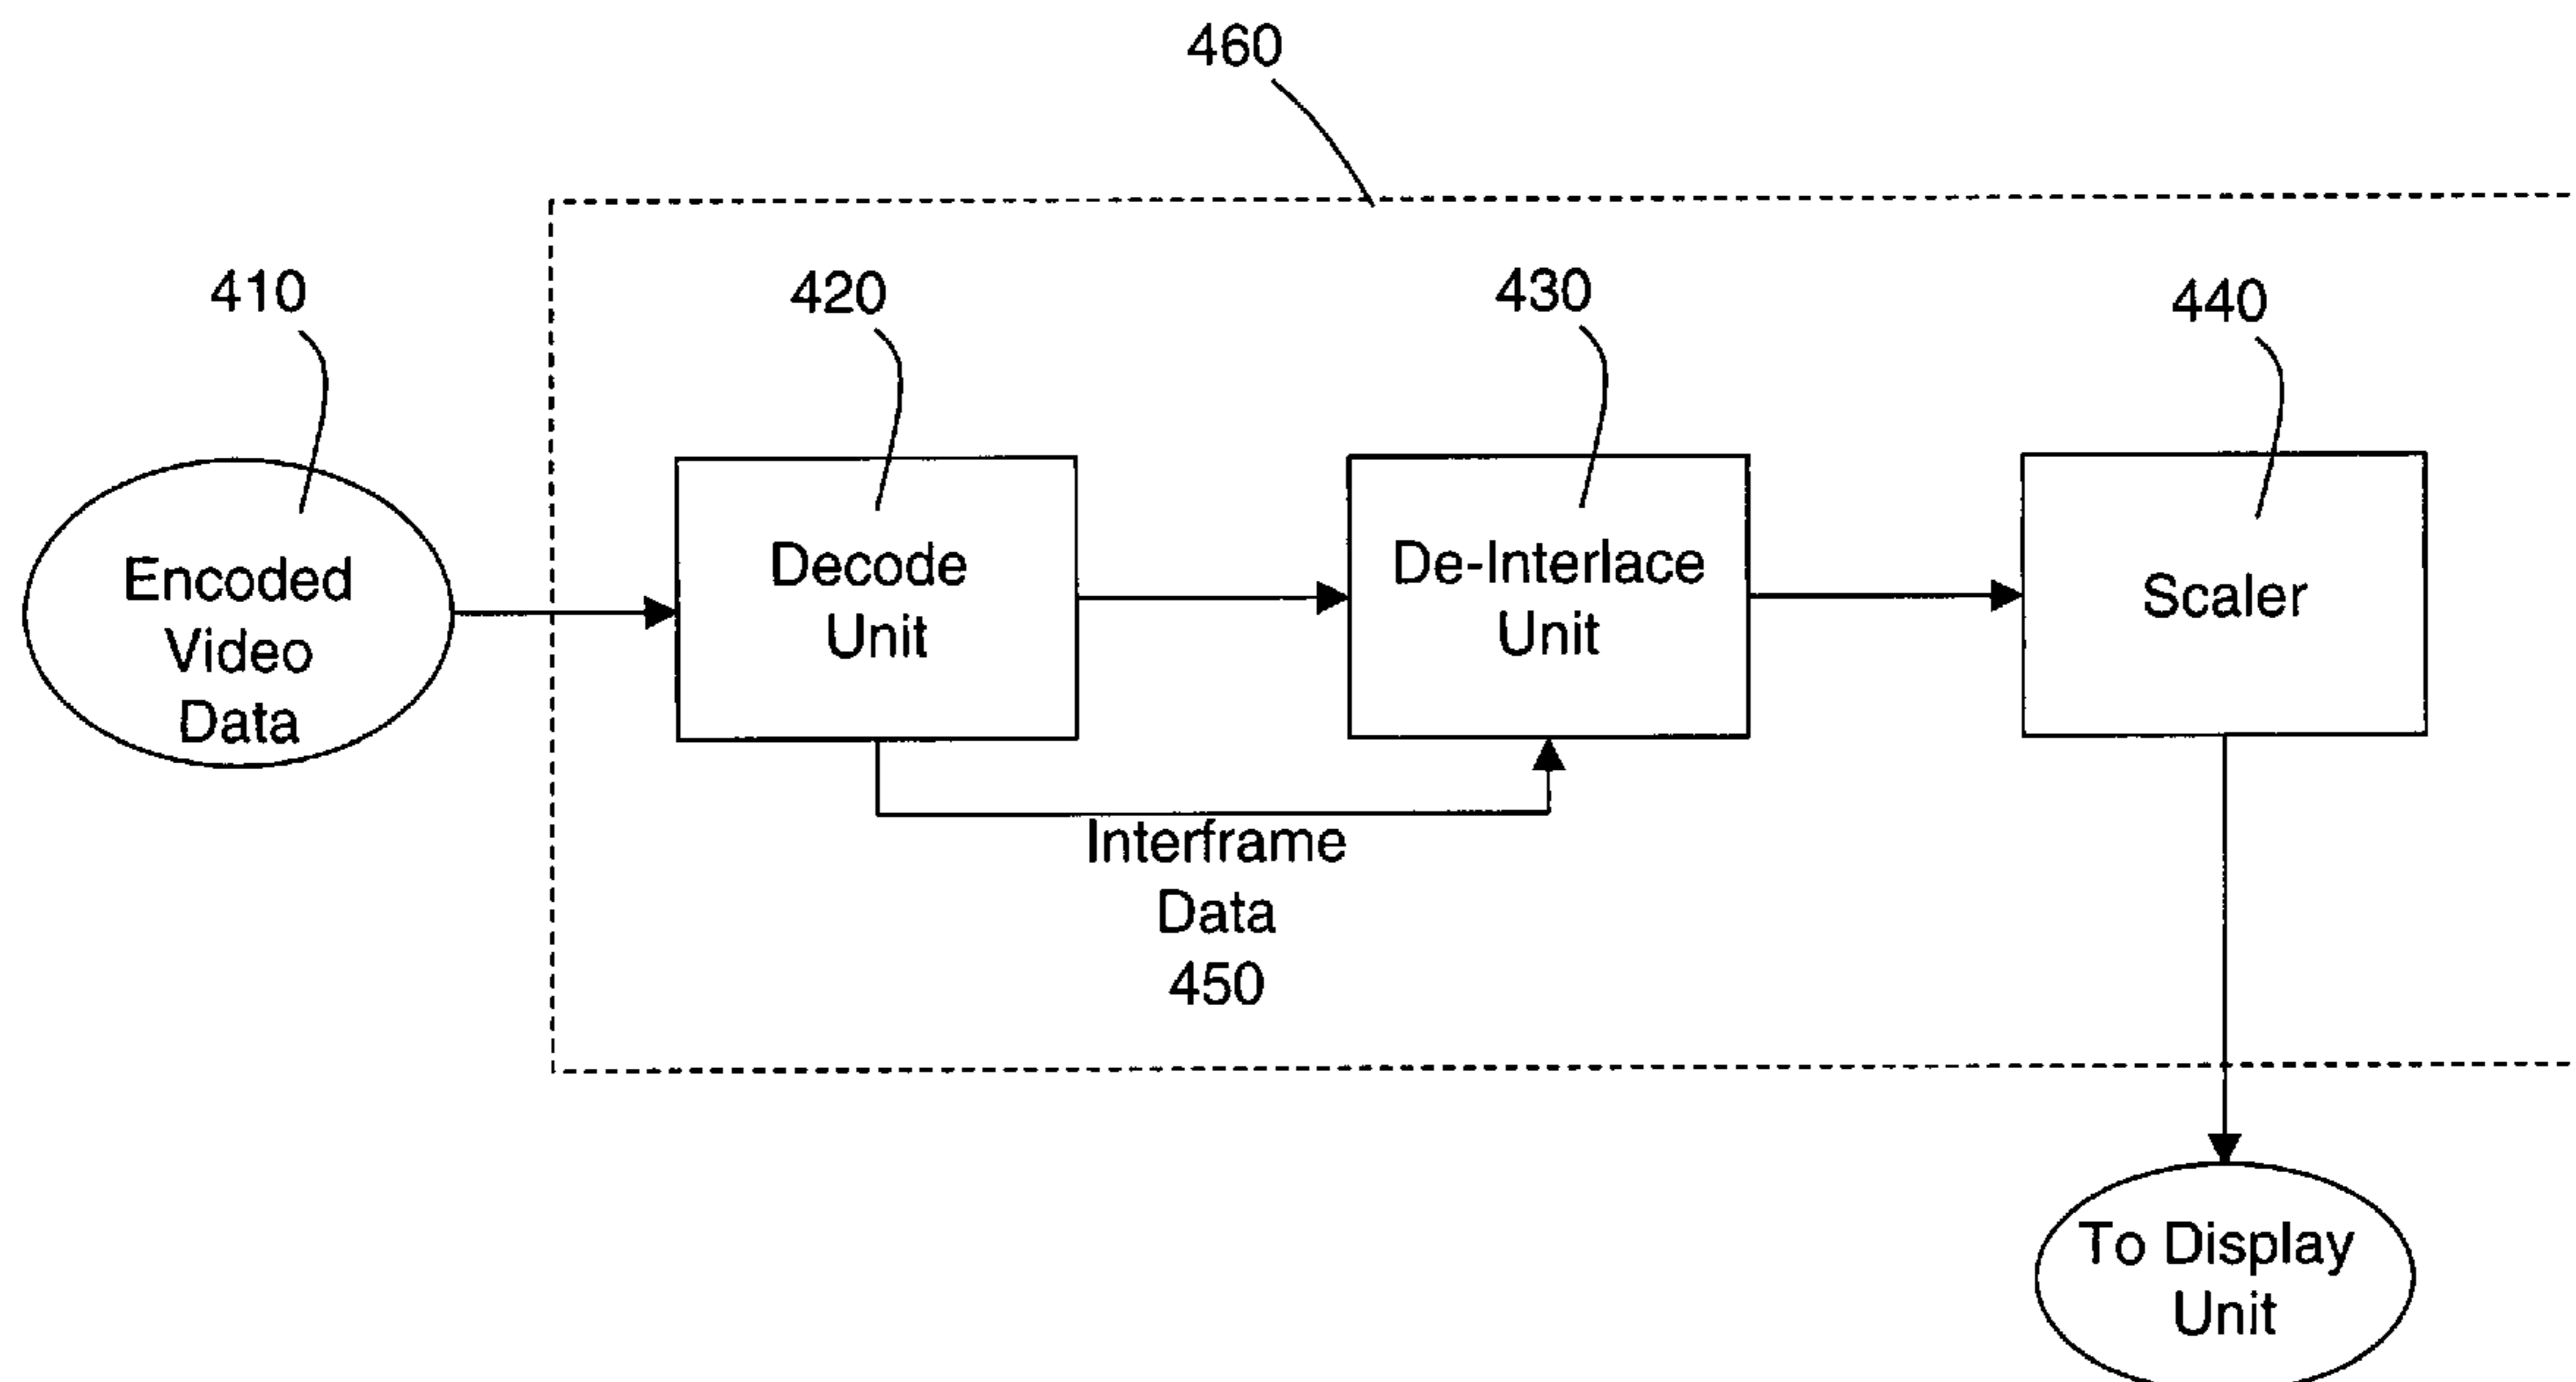 460
410
420
430
440
Encoded
Video
Data
Decode
Unit
De-Interlace
Unit
Scaler
Interframe
Data
450
To Display
Unit